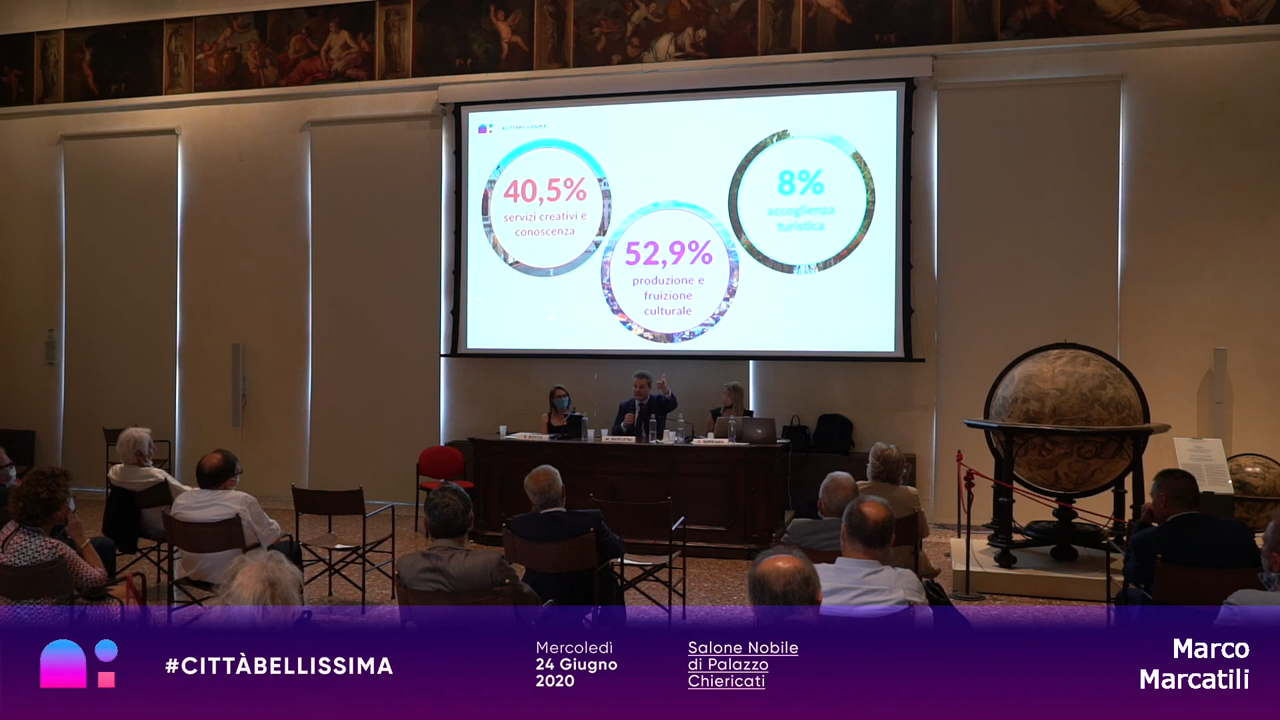 #CITTÀBELLISSIMA
40,5%
servizi creativi e
conoscenza
52,9%
produzione e
fruizione
culturale
8%
accoglienza
turistica
#CITTÀBELLISSIMA
Mercoledì
24 Giugno
2020
Salone Nobile
di Palazzo
Chiericati
Marco
Marcatili